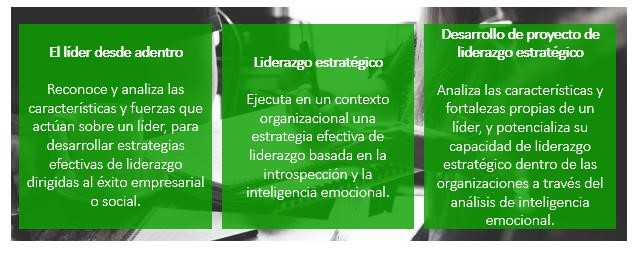 El líder desde adentro
Reconoce y analiza las
características y fuerzas que
actúan sobre un líder, para
desarrollar estrategias
efectivas de liderazgo
dirigidas al éxito empresarial
o social.
Liderazgo estratégico
Ejecuta en un contexto
organizacional una
estrategia efectiva de
liderazgo basada en la
introspección y la
inteligencia emocional.
Desarrollo de proyecto de
liderazgo estratégico
Analiza las características y
fortalezas propias de un
líder, y potencializa su
capacidad de liderazgo
estratégico dentro de las
organizaciones a través del
análisis de inteligencia
emocional.